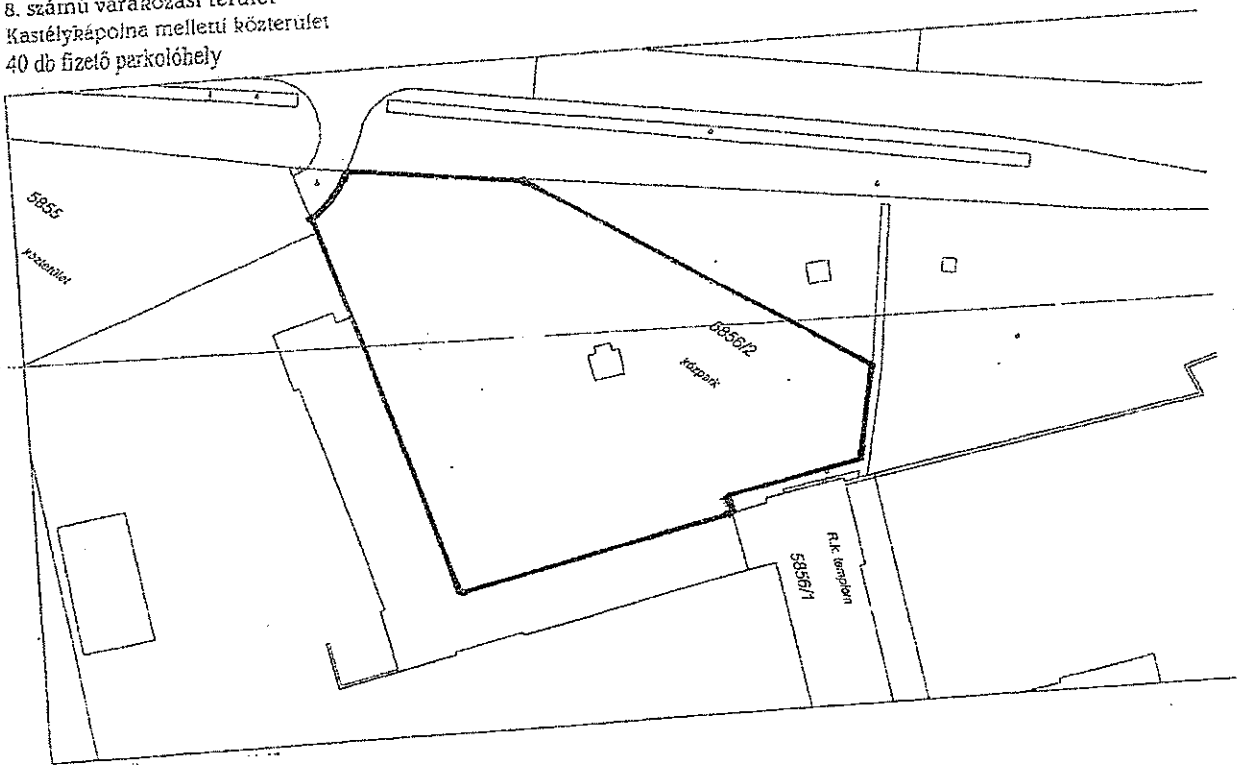 8. számú várakozási terület
Kastélykápolna melletti közterület
40 db fizető parkolóhely
5855
közterület
5856/2
közpark
R.k. templom
5856/1